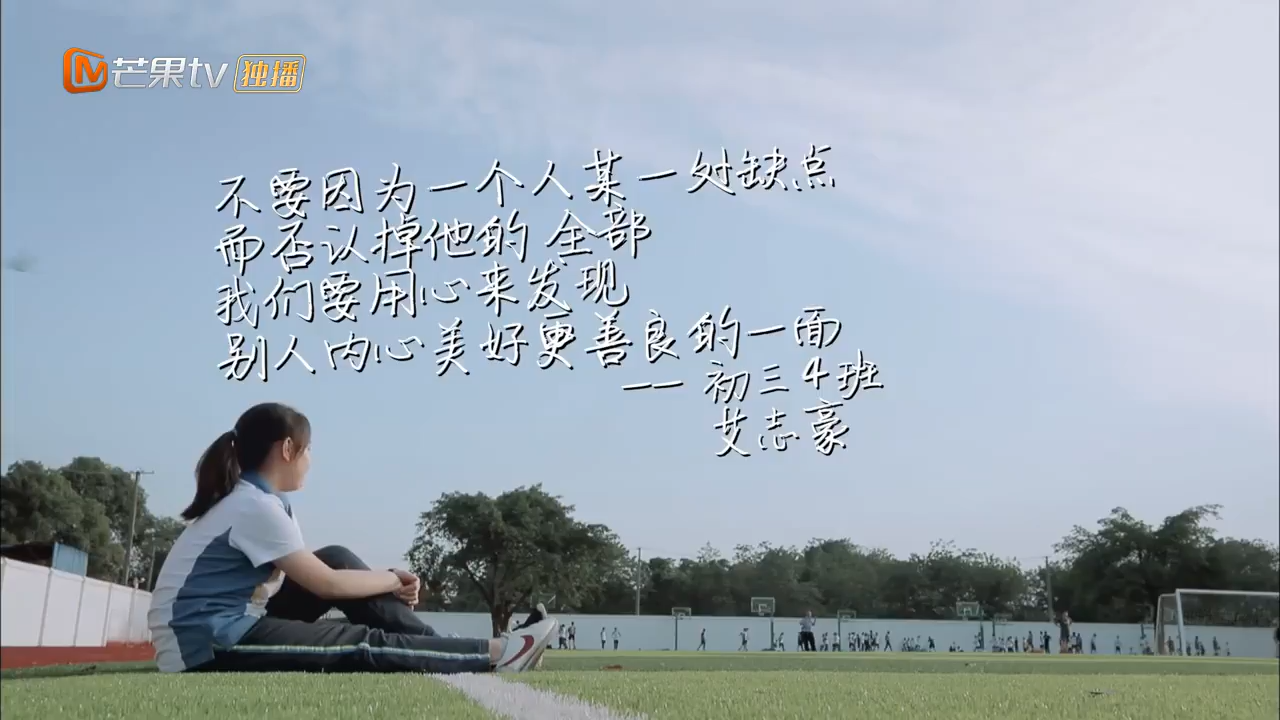 芒果tv 独播
不要因为一个人某一处缺点
而否认掉他的全部
我们要用心来发现
别人内心美好更善良的一面
—— 初三4班
艾志豪